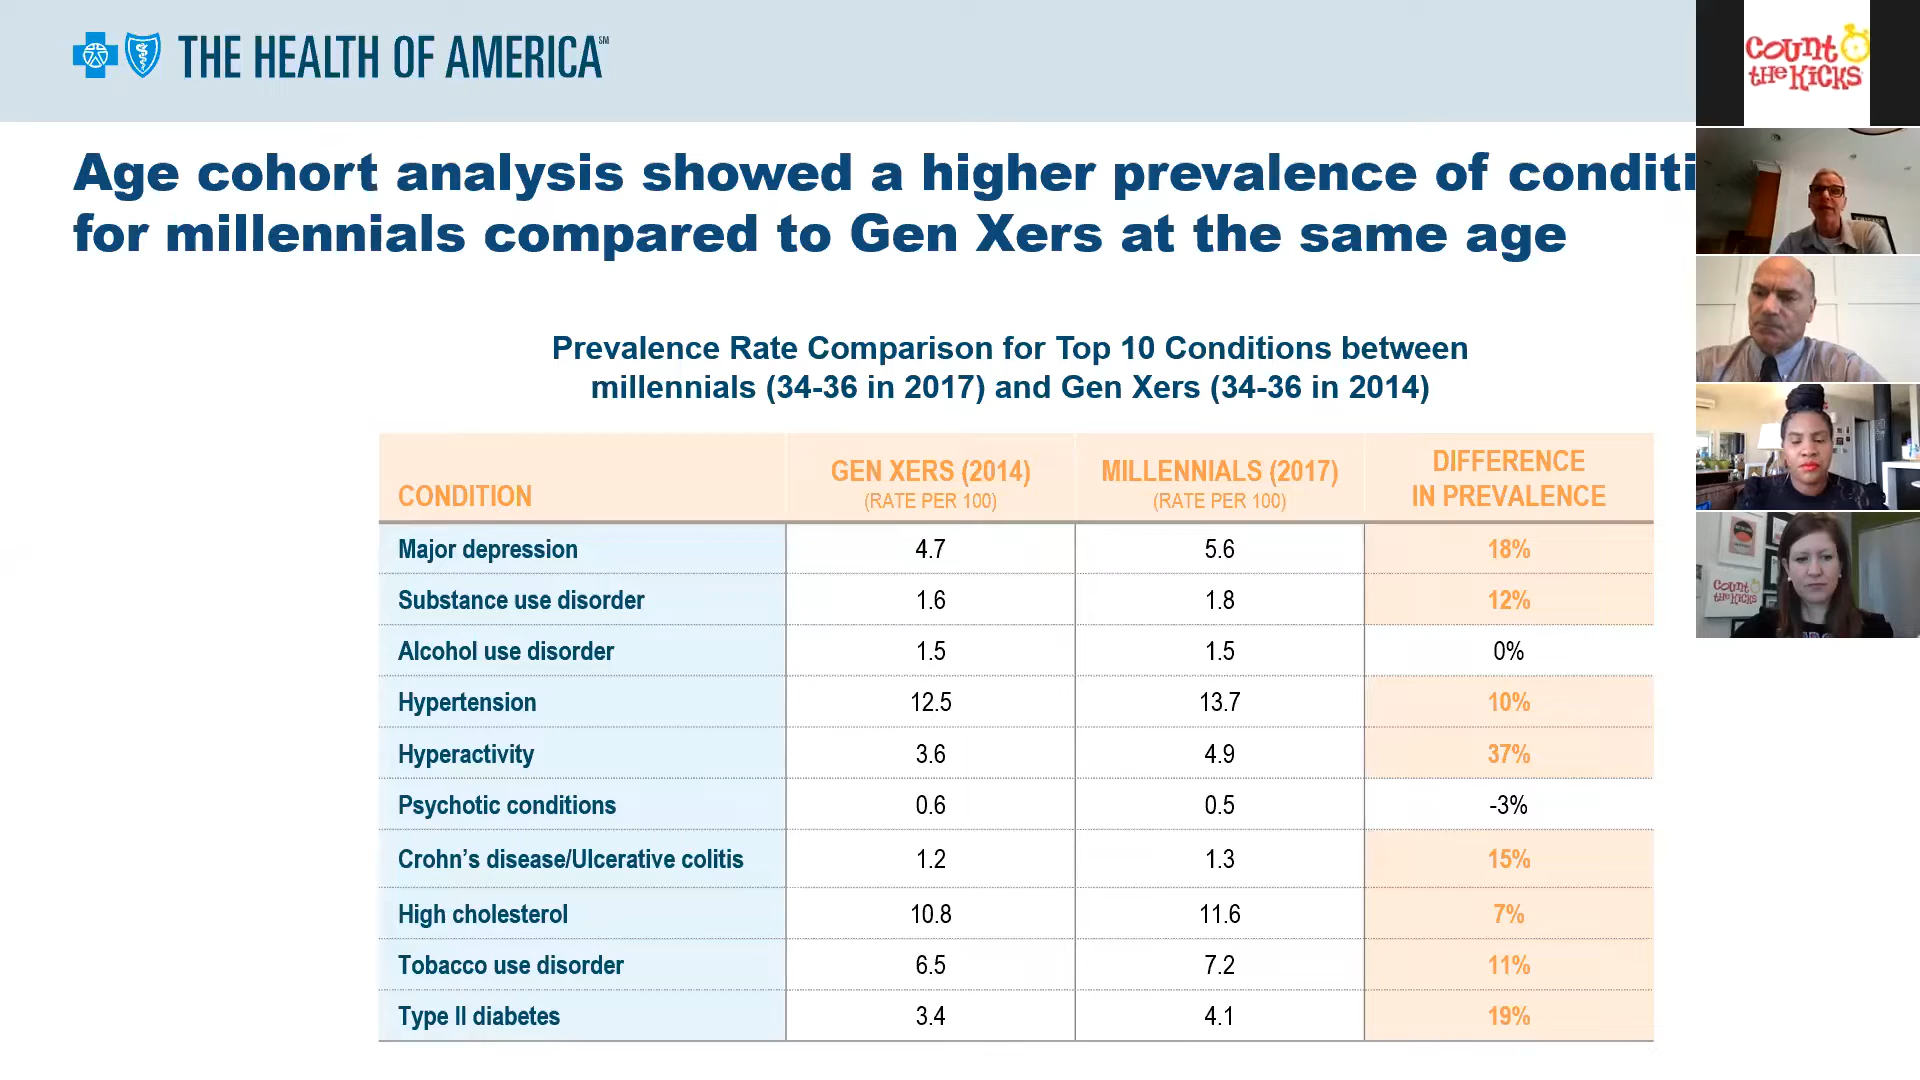 THE HEALTH OF AMERICA℠
Age cohort analysis showed a higher prevalence of conditi
for millennials compared to Gen Xers at the same age
Prevalence Rate Comparison for Top 10 Conditions between
millennials (34-36 in 2017) and Gen Xers (34-36 in 2014)
CONDITION GEN XERS (2014) (RATE PER 100) MILLENNIALS (2017) (RATE PER 100) DIFFERENCE IN PREVALENCE
Major depression 4.7 5.6 18%
Substance use disorder 1.6 1.8 12%
Alcohol use disorder 1.5 1.5 0%
Hypertension 12.5 13.7 10%
Hyperactivity 3.6 4.9 37%
Psychotic conditions 0.6 0.5 -3%
Crohn’s disease/Ulcerative colitis 1.2 1.3 15%
High cholesterol 10.8 11.6 7%
Tobacco use disorder 6.5 7.2 11%
Type II diabetes 3.4 4.1 19%
Count
the Kicks
Count
the Kicks